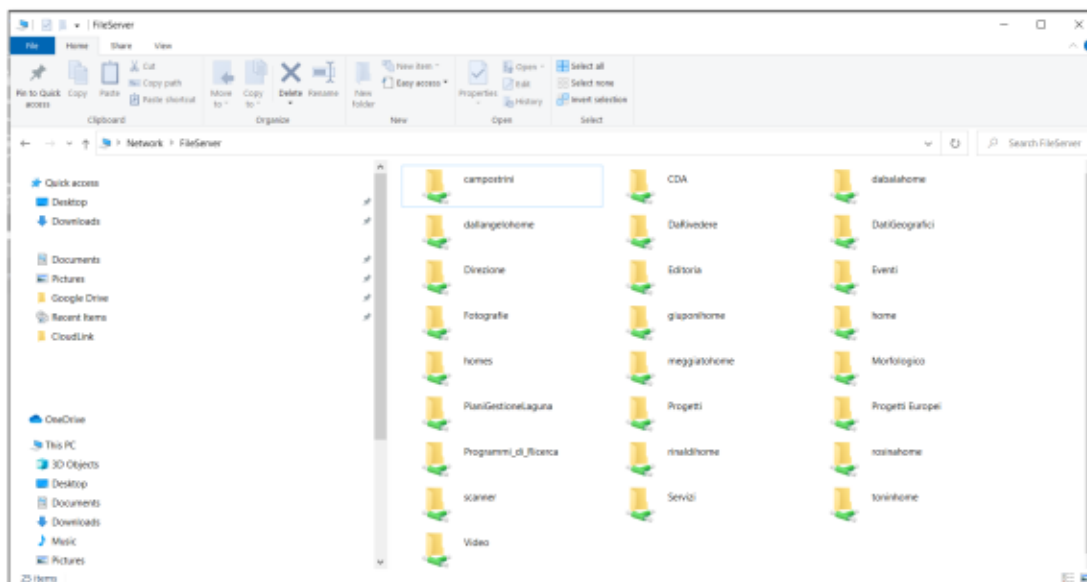 FileServer
File Home Share View
Pin to Quick access
Copy
Paste
Cut
Copy path
Paste shortcut
Clipboard
Move to
Copy to
Delete
Rename
Organize
New folder
New item
Easy access
New
Properties
Open
Edit
History
Open
Select all
Select none
Invert selection
Select
Network > FileServer
Search FileServer
Quick access
Desktop
Downloads
Documents
Pictures
Google Drive
Recent Items
CloudLink
OneDrive
This PC
3D Objects
Desktop
Documents
Downloads
Music
Pictures
campostrini CDA dabalahome
dallangelohome DaRivedere DatiGeografici
Direzione Editoria Eventi
Fotografie giuponihome home
homes meggiatohome Morfologico
PianiGestioneLaguna Progetti Progetti Europei
Programmi_di_Ricerca rinaldihome rosinahome
scanner Servizi toninhome
Video
25 items